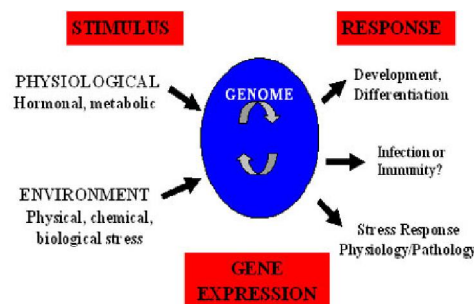 STIMULUS
RESPONSE
PHYSIOLOGICAL
Hormonal, metabolic
GENOME
Development,
Differentiation
Infection or
Immunity?
ENVIRONMENT
Physical, chemical,
biological stress
Stress Response
Physiology/Pathology
GENE
EXPRESSION